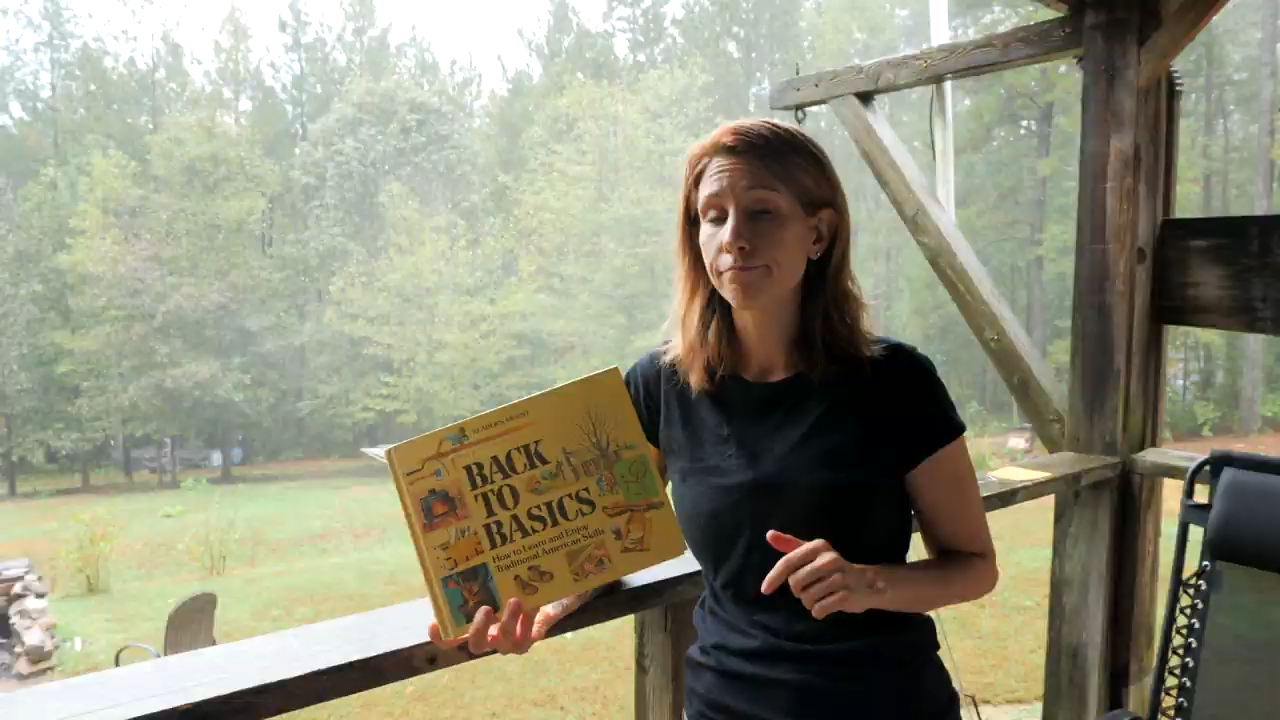 READER'S DIGEST
BACK
TO
BASICS
How to Learn and Enjoy
Traditional American Skills